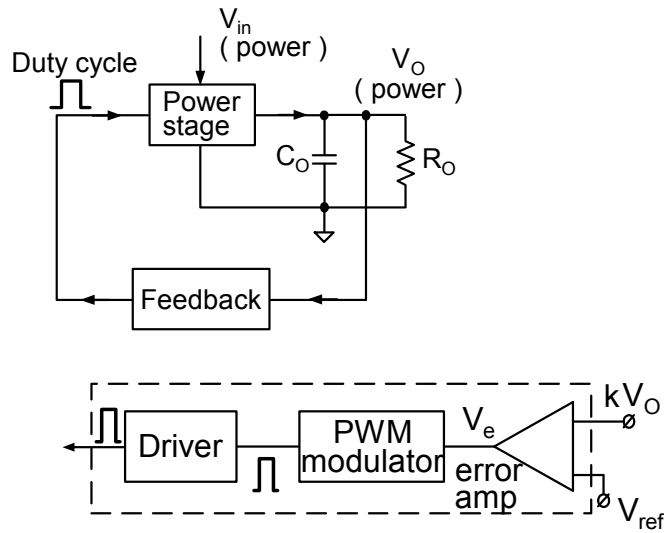 V_in
( power )
Duty cycle
V_O
( power )
Power
stage
C_O
R_O
Feedback
kV_O
Driver
PWM
modulator
V_e
error
amp
V_ref